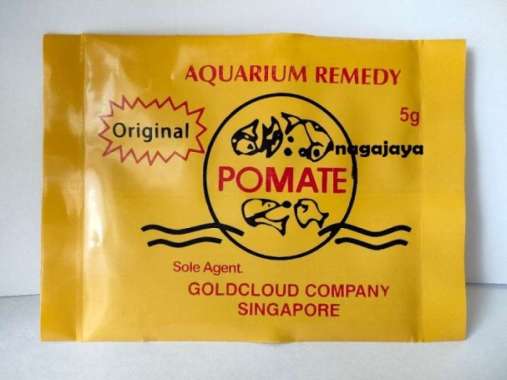 AQUARIUM REMEDY
5g
Original
nagajaya
POMATE
Sole Agent.
GOLDCLOUD COMPANY
SINGAPORE